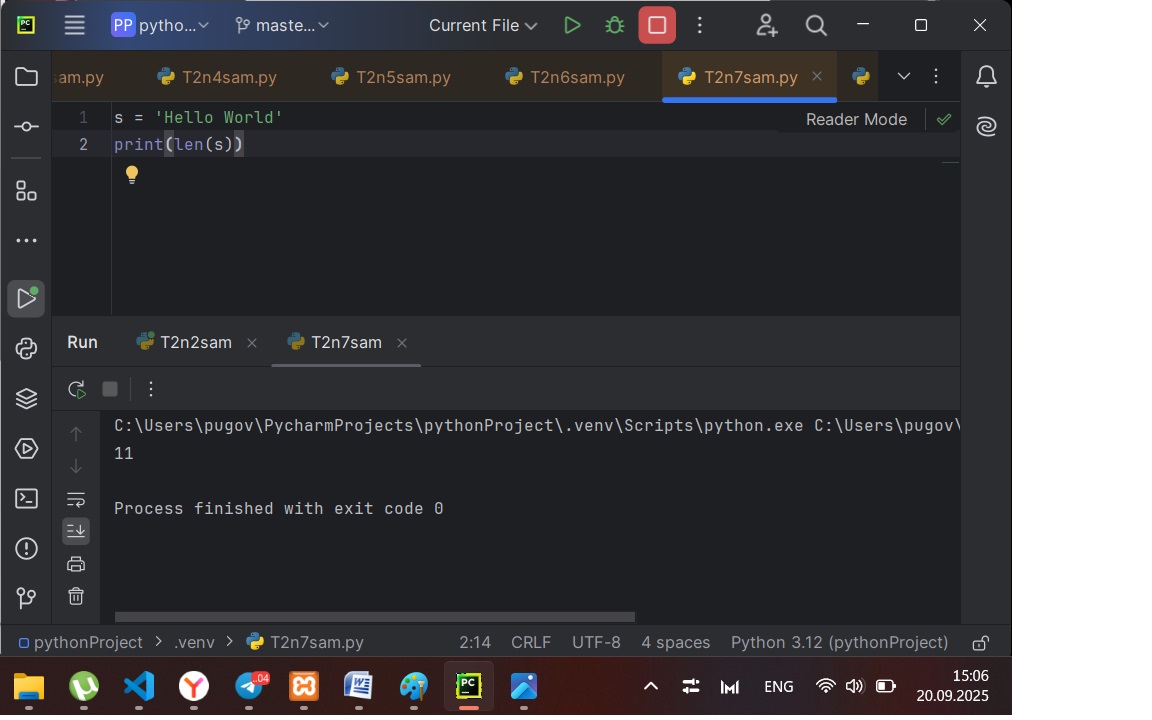 PC
PP pytho... maste... Current File
am.py T2n4sam.py T2n5sam.py T2n6sam.py T2n7sam.py
1 s = 'Hello World'
Reader Mode
2 print(len(s))
Run T2n2sam T2n7sam
C:\Users\pugov\PycharmProjects\pythonProject\.venv\Scripts\python.exe C:\Users\pugov\
11
Process finished with exit code 0
pythonProject > .venv > T2n7sam.py 2:14 CRLF UTF-8 4 spaces Python 3.12 (pythonProject)
..04
PC
ENG
15:06
20.09.2025